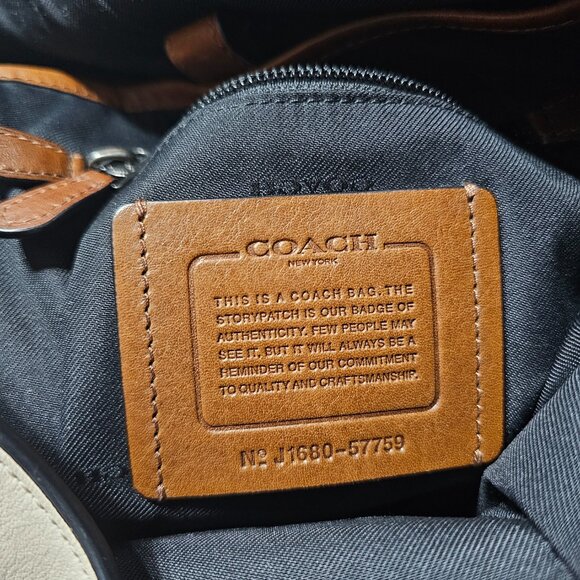 COACH
NEW YORK
THIS IS A COACH BAG. THE
STORYPATCH IS OUR BADGE OF
AUTHENTICITY. FEW PEOPLE MAY
SEE IT, BUT IT WILL ALWAYS BE A
REMINDER OF OUR COMMITMENT
TO QUALITY AND CRAFTSMANSHIP.
Nº J1680-57759